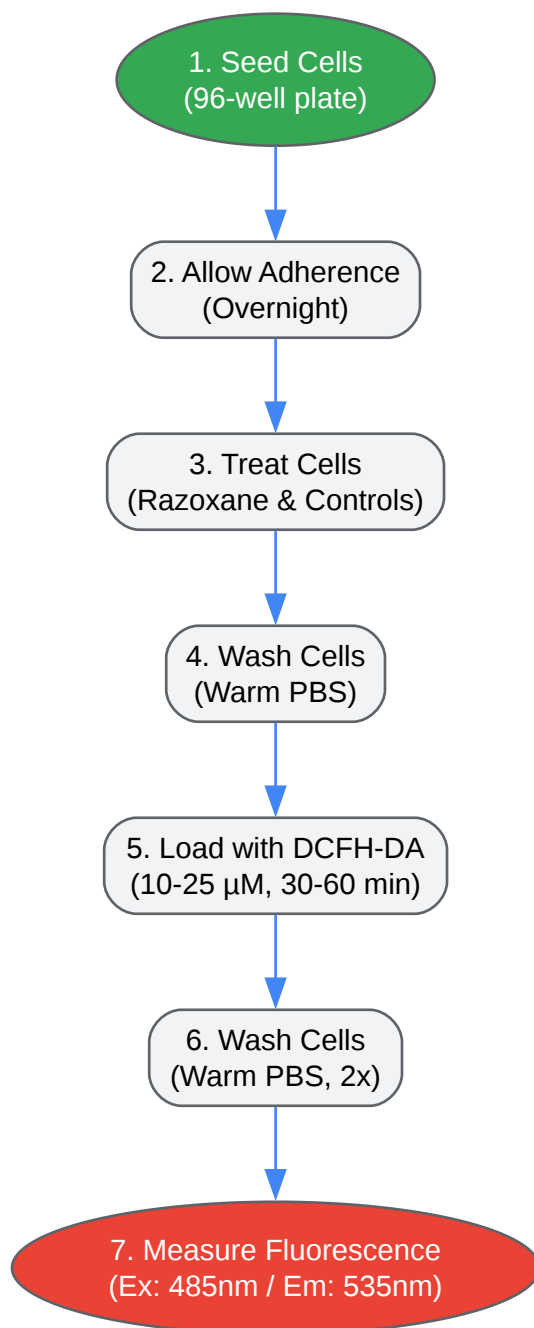 1. Seed Cells
(96-well plate)
2. Allow Adherence
(Overnight)
3. Treat Cells
(Razoxane & Controls)
4. Wash Cells
(Warm PBS)
5. Load with DCFH-DA
(10-25 µM, 30-60 min)
6. Wash Cells
(Warm PBS, 2x)
7. Measure Fluorescence
(Ex: 485nm / Em: 535nm)